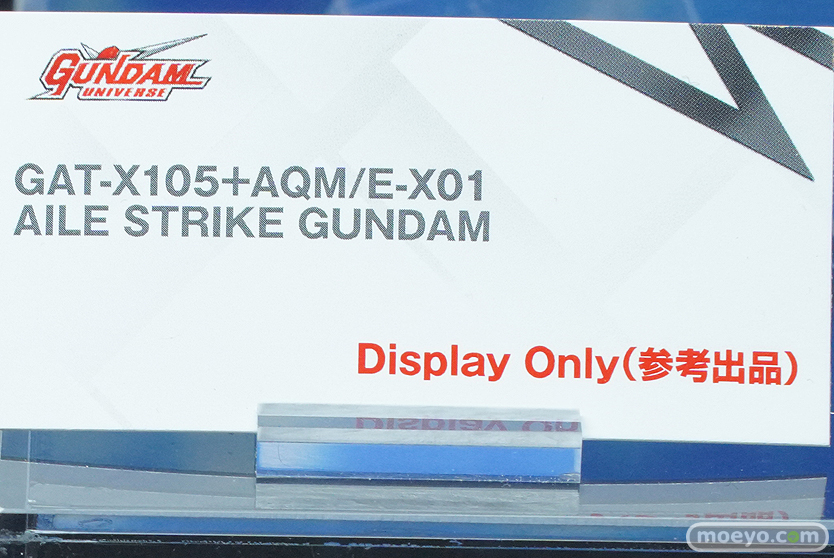 GUNDAM
UNIVERSE
GAT-X105+AQM/E-X01
AILE STRIKE GUNDAM
Display Only(参考出品)
moeyo.com